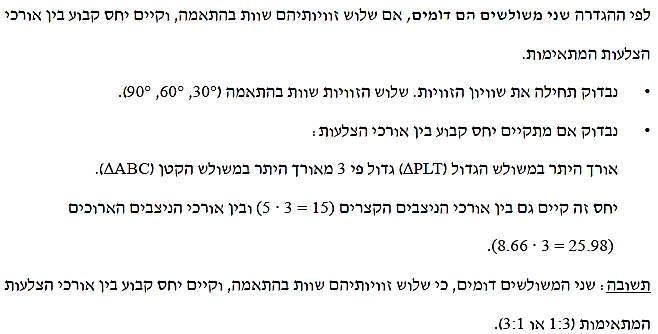 לפי ההגדרה שני משולשים הם דומים, אם שלוש זוויותיהם שוות בהתאמה, וקיים יחס קבוע בין אורכי
הצלעות המתאימות.
• נבדוק תחילה את שוויון הזוויות. שלוש הזוויות שוות בהתאמה (30°, 60°, 90°).
• נבדוק אם מתקיים יחס קבוע בין אורכי הצלעות:
אורך היתר במשולש הגדול (ΔPLT) גדול פי 3 מאורך היתר במשולש הקטן (ΔABC).
יחס זה קיים גם בין אורכי הניצבים הקצרים (5 · 3 = 15) ובין אורכי הניצבים הארוכים
(8.66 · 3 = 25.98).
תשובה: שני המשולשים דומים, כי שלוש זוויותיהם שוות בהתאמה, וקיים יחס קבוע בין אורכי הצלעות
המתאימות (1:3 או 3:1).